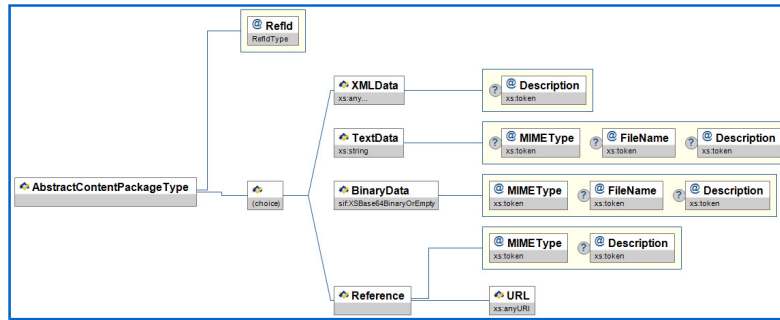 @ RefId
RefIdType
XMLData
xs:any...
? @ Description
xs:token
TextData
xs:string
? @ MIMEType ? @ FileName ? @ Description
xs:token xs:token xs:token
AbstractContentPackageType
(choice)
BinaryData
sif:XSBase64BinaryOrEmpty
@ MIMEType ? @ FileName ? @ Description
xs:token xs:token xs:token
@ MIMEType ? @ Description
xs:token xs:token
Reference
URL
xs:anyURI